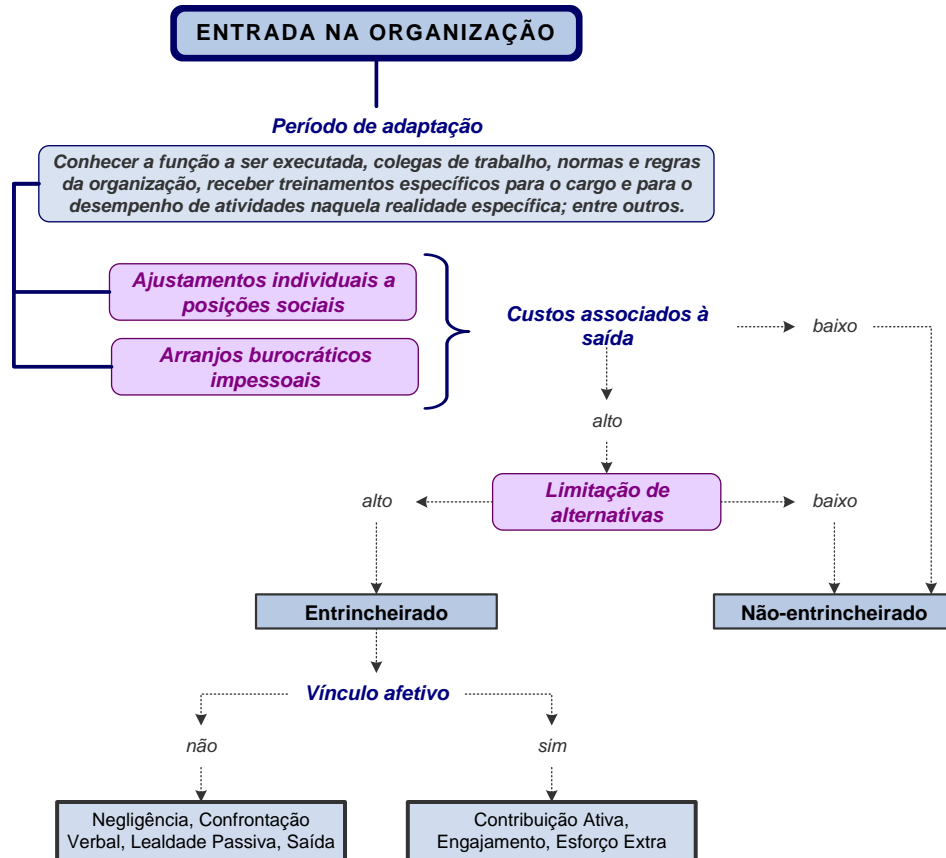 ENTRADA NA ORGANIZAÇÃO
Período de adaptação
Conhecer a função a ser executada, colegas de trabalho, normas e regras
da organização, receber treinamentos específicos para o cargo e para o
desempenho de atividades naquela realidade específica; entre outros.
Ajustamentos individuais a
posições sociais
Arranjos burocráticos
impessoais
Custos associados à
saída
baixo
alto
Limitação de
alternativas
alto
baixo
Entrincheirado
Não-entrincheirado
Vínculo afetivo
não
sim
Negligência, Confrontação
Verbal, Lealdade Passiva, Saída
Contribuição Ativa,
Engajamento, Esforço Extra